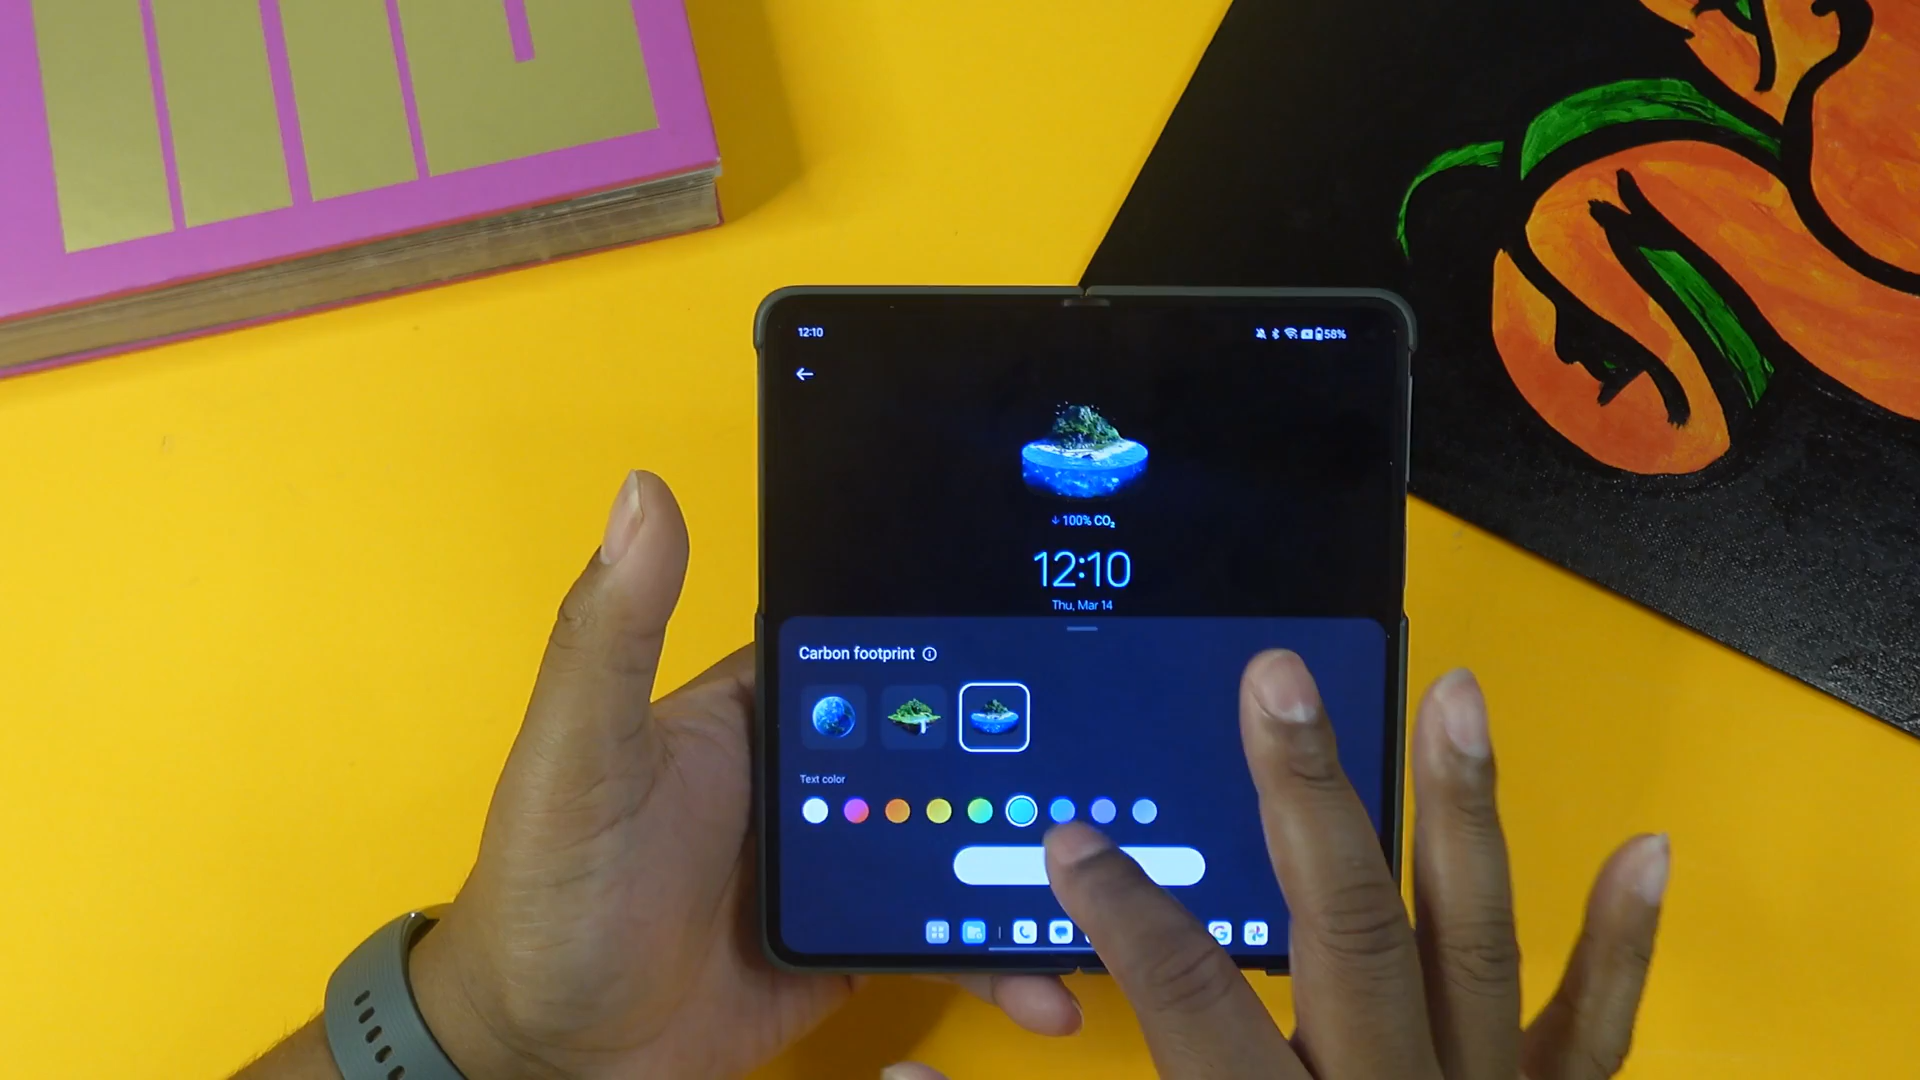 12:10
58%
↓ 100% CO₂
12:10
Thu, Mar 14
Carbon footprint
Text color